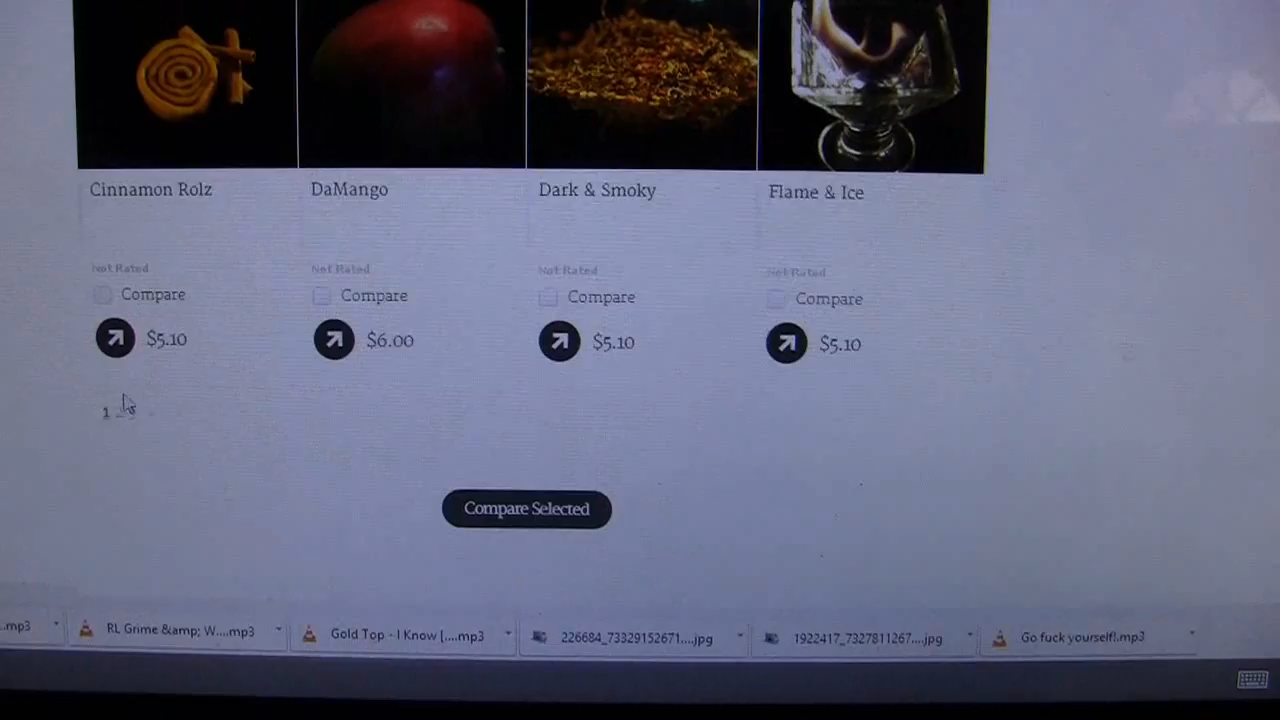 Cinnamon Rolz
DaMango
Dark & Smoky
Flame & Ice
Not Rated
Not Rated
Not Rated
Not Rated
Compare
Compare
Compare
Compare
$5.10
$6.00
$5.10
$5.10
1
Compare Selected
..mp3
RL Grime &amp; W....mp3
Gold Top - I Know [....mp3
226684_73329152671....jpg
1922417_7327811267....jpg
Go fuck yourself!.mp3